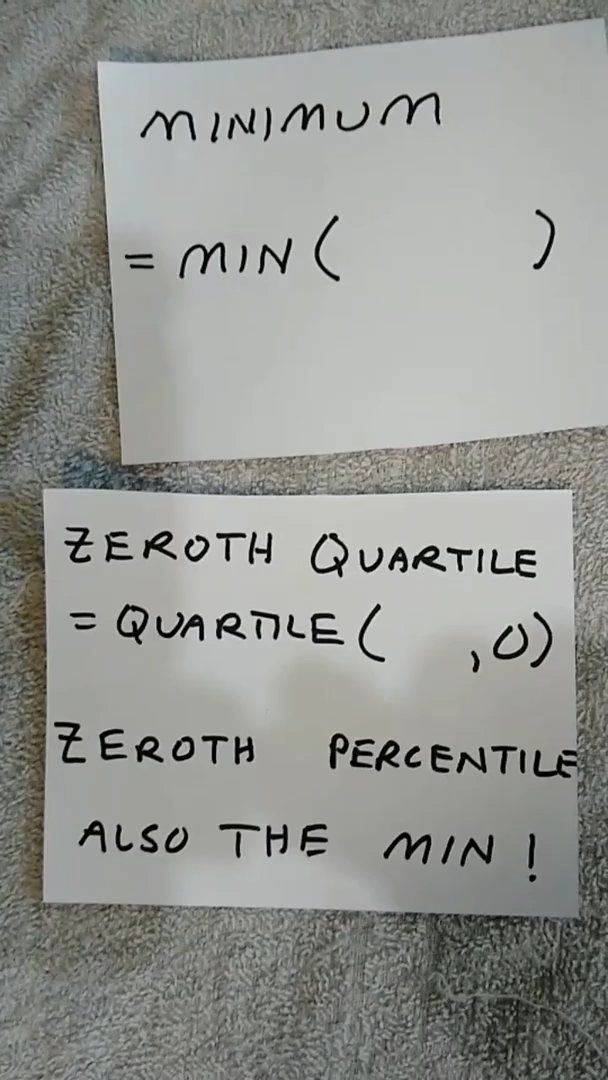 MINIMUM
= MIN( )
ZEROTH QUARTILE
= QUARTILE( ,0)
ZEROTH PERCENTILE
ALSO THE MIN!